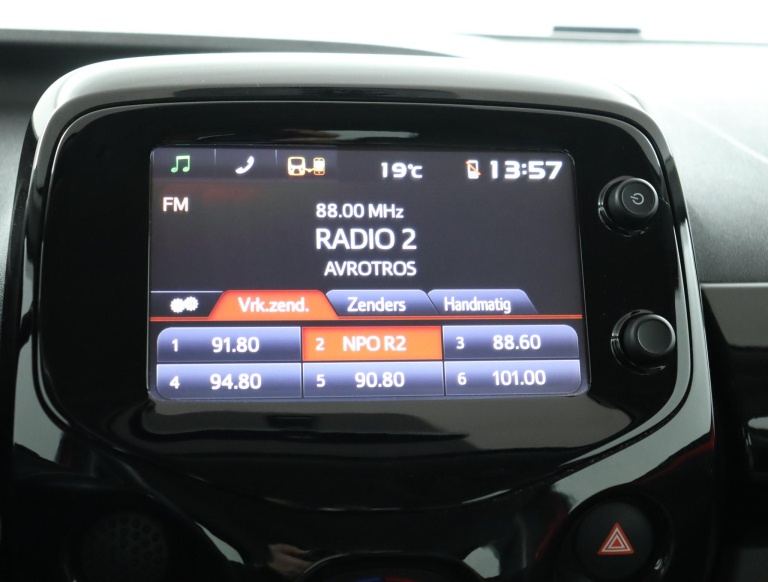 19°C 13:57
FM
88.00 MHz
RADIO 2
AVROTROS
Vrk.zend. Zenders Handmatig
1 91.80 2 NPO R2 3 88.60
4 94.80 5 90.80 6 101.00